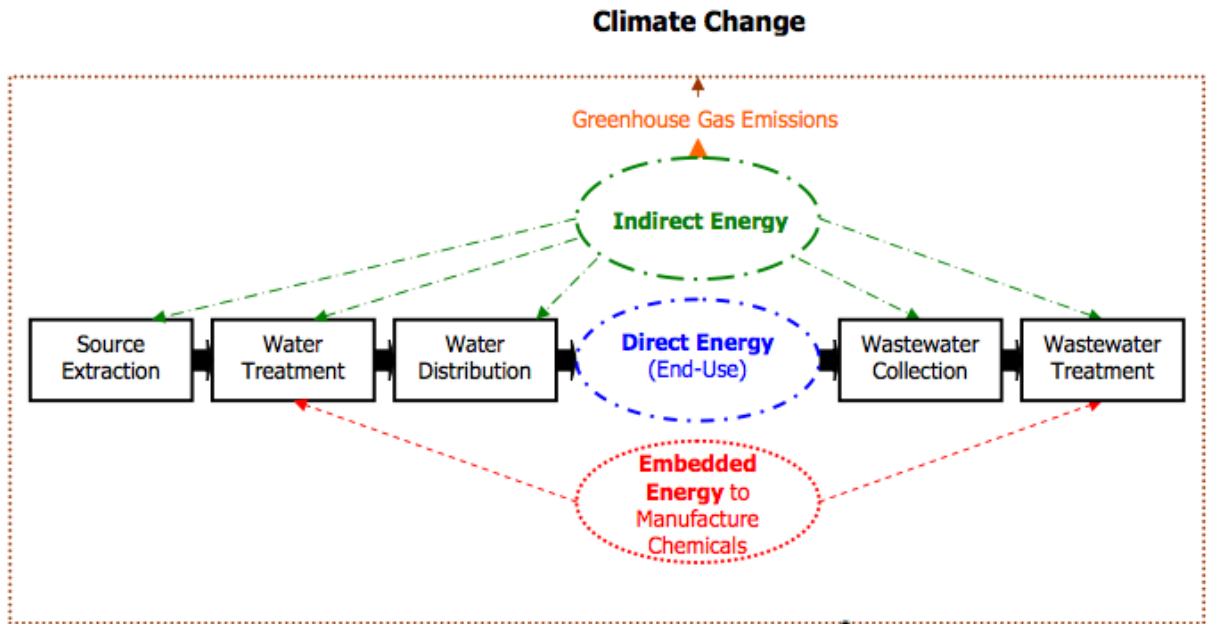 Climate Change
Greenhouse Gas Emissions
Indirect Energy
Source
Extraction
Water
Treatment
Water
Distribution
Direct Energy
(End-Use)
Wastewater
Collection
Wastewater
Treatment
Embedded
Energy to
Manufacture
Chemicals